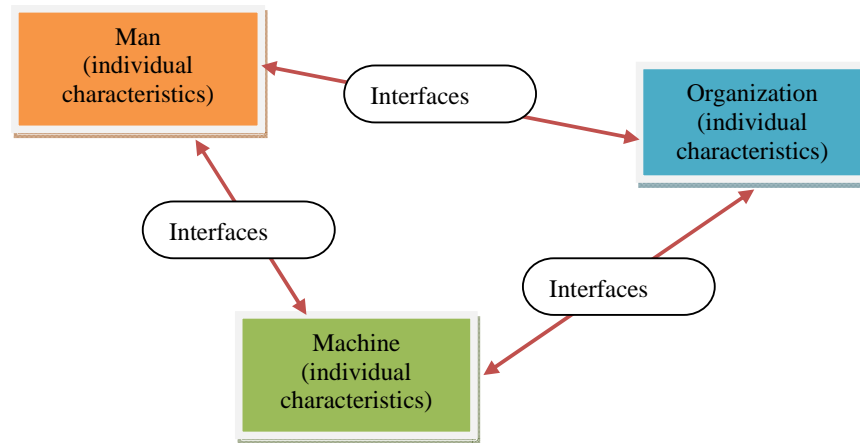 Man
(individual
characteristics)
Interfaces
Organization
(individual
characteristics)
Interfaces
Interfaces
Machine
(individual
characteristics)